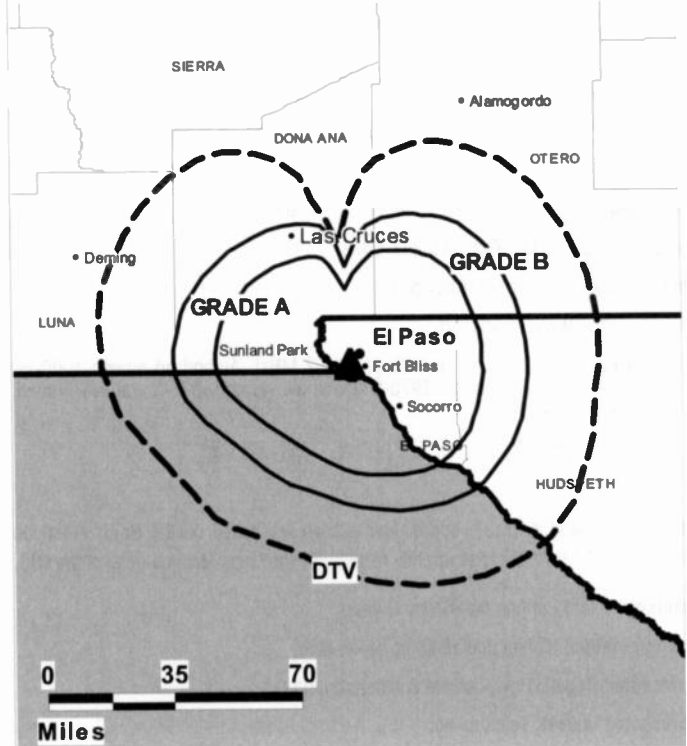 SIERRA
Alamogordo
DONA ANA
OTERO
Las Cruces
Deming
GRADE B
GRADE A
LUNA
El Paso
Sunland Park
Fort Bliss
Socorro
EL PASO
HUDSPETH
DTV
0 35 70
Miles